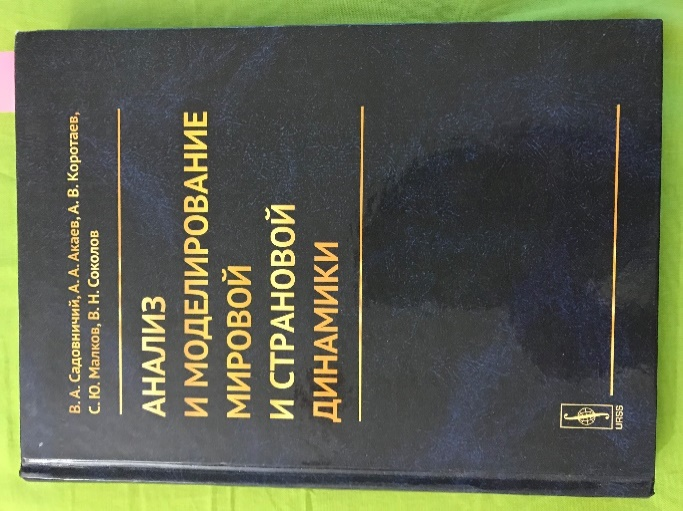 В. А. Садовничий, А. А. Акаев, А. В. Коротаев,
С. Ю. Малков, В. Н. Соколов
АНАЛИЗ
И МОДЕЛИРОВАНИЕ
МИРОВОЙ
И СТРАНОВОЙ
ДИНАМИКИ
URSS